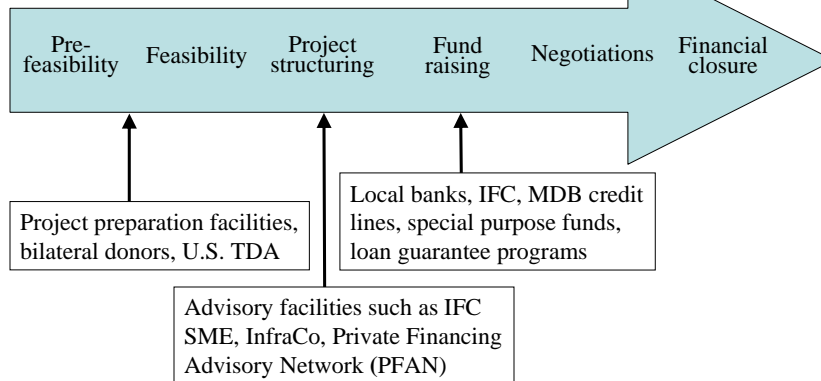 Pre-
feasibility
Feasibility
Project
structuring
Fund
raising
Negotiations
Financial
closure
Project preparation facilities,
bilateral donors, U.S. TDA
Local banks, IFC, MDB credit
lines, special purpose funds,
loan guarantee programs
Advisory facilities such as IFC
SME, InfraCo, Private Financing
Advisory Network (PFAN)